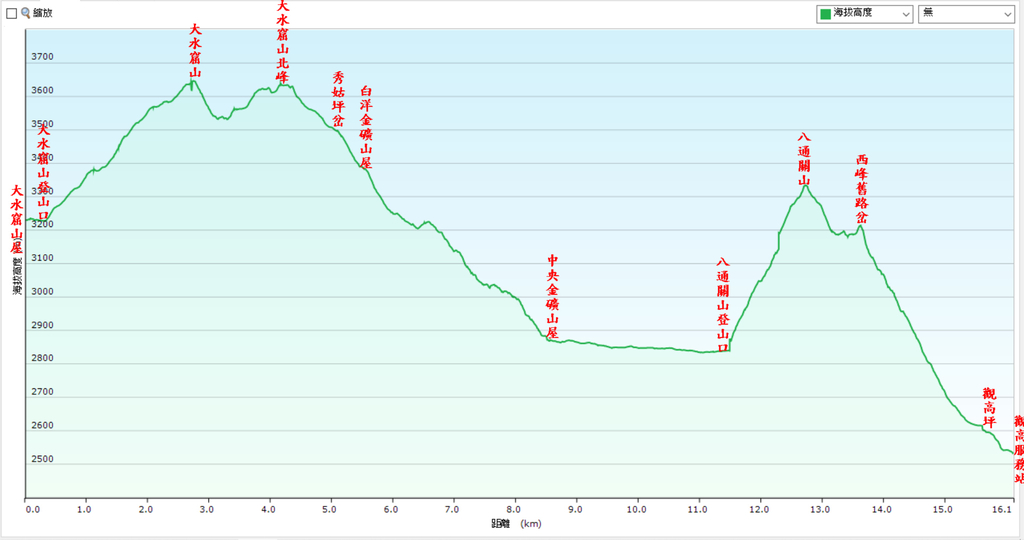 縮放
海拔高度
無
大水窟山屋
大水窟山登山口
大水窟山
大水窟山北峰
秀姑坪岔
白洋金礦山屋
中央金礦山屋
八通關山登山口
八通關山
西峰舊路岔
觀高坪
觀高服務站
3700
3600
3500
3400
3300
3200
3100
3000
2900
2800
2700
2600
2500
海拔高度
0.0 1.0 2.0 3.0 4.0 5.0 6.0 7.0 8.0 9.0 10.0 11.0 12.0 13.0 14.0 15.0 16.1
距離 (km)